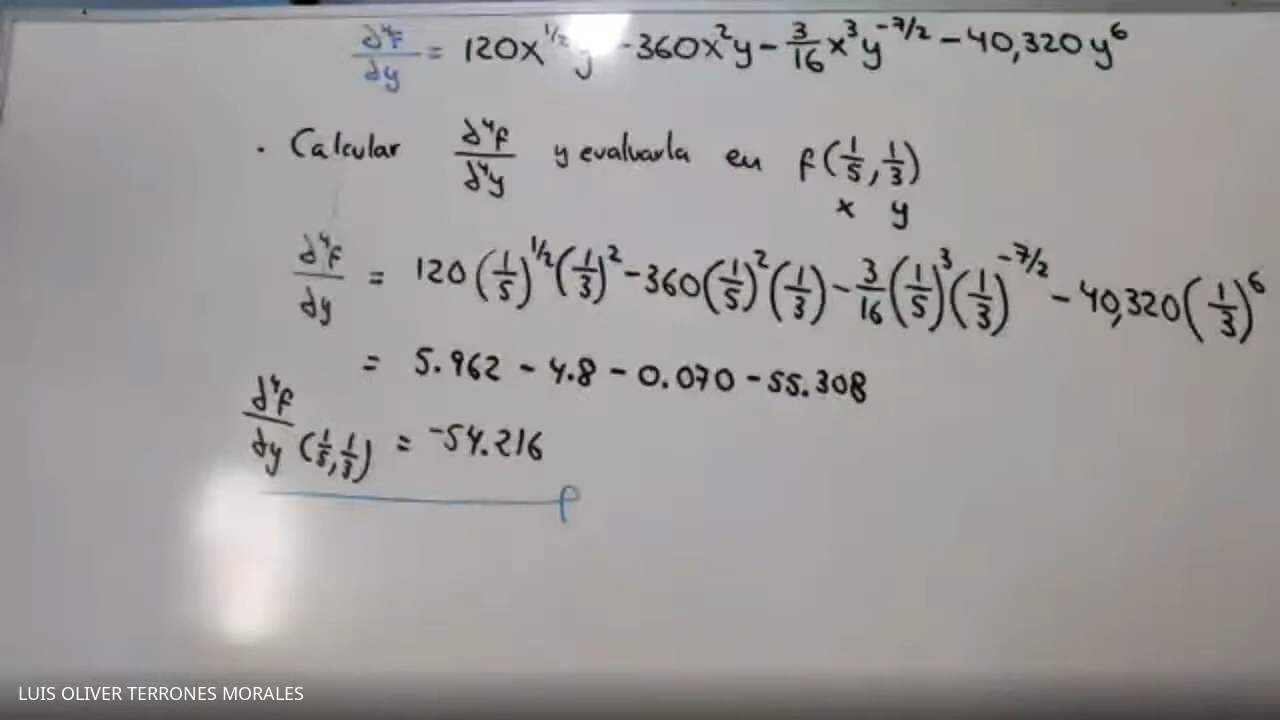 ∂⁴f/∂y = 120x^1/2 y - 360x²y - 3/16 x³y^-7/2 - 40,320 y⁶
. Calcular ∂⁴f/∂⁴y y evaluarla en f(1/5, 1/3)
x y
∂⁴f/∂y = 120(1/5)^1/2 (1/3)² - 360(1/5)²(1/3) - 3/16(1/5)³(1/3)^-7/2 - 40,320(1/3)⁶
= 5.962 - 4.8 - 0.070 - 55.308
∂⁴f/∂y (1/5, 1/3) = -54.216
LUIS OLIVER TERRONES MORALES